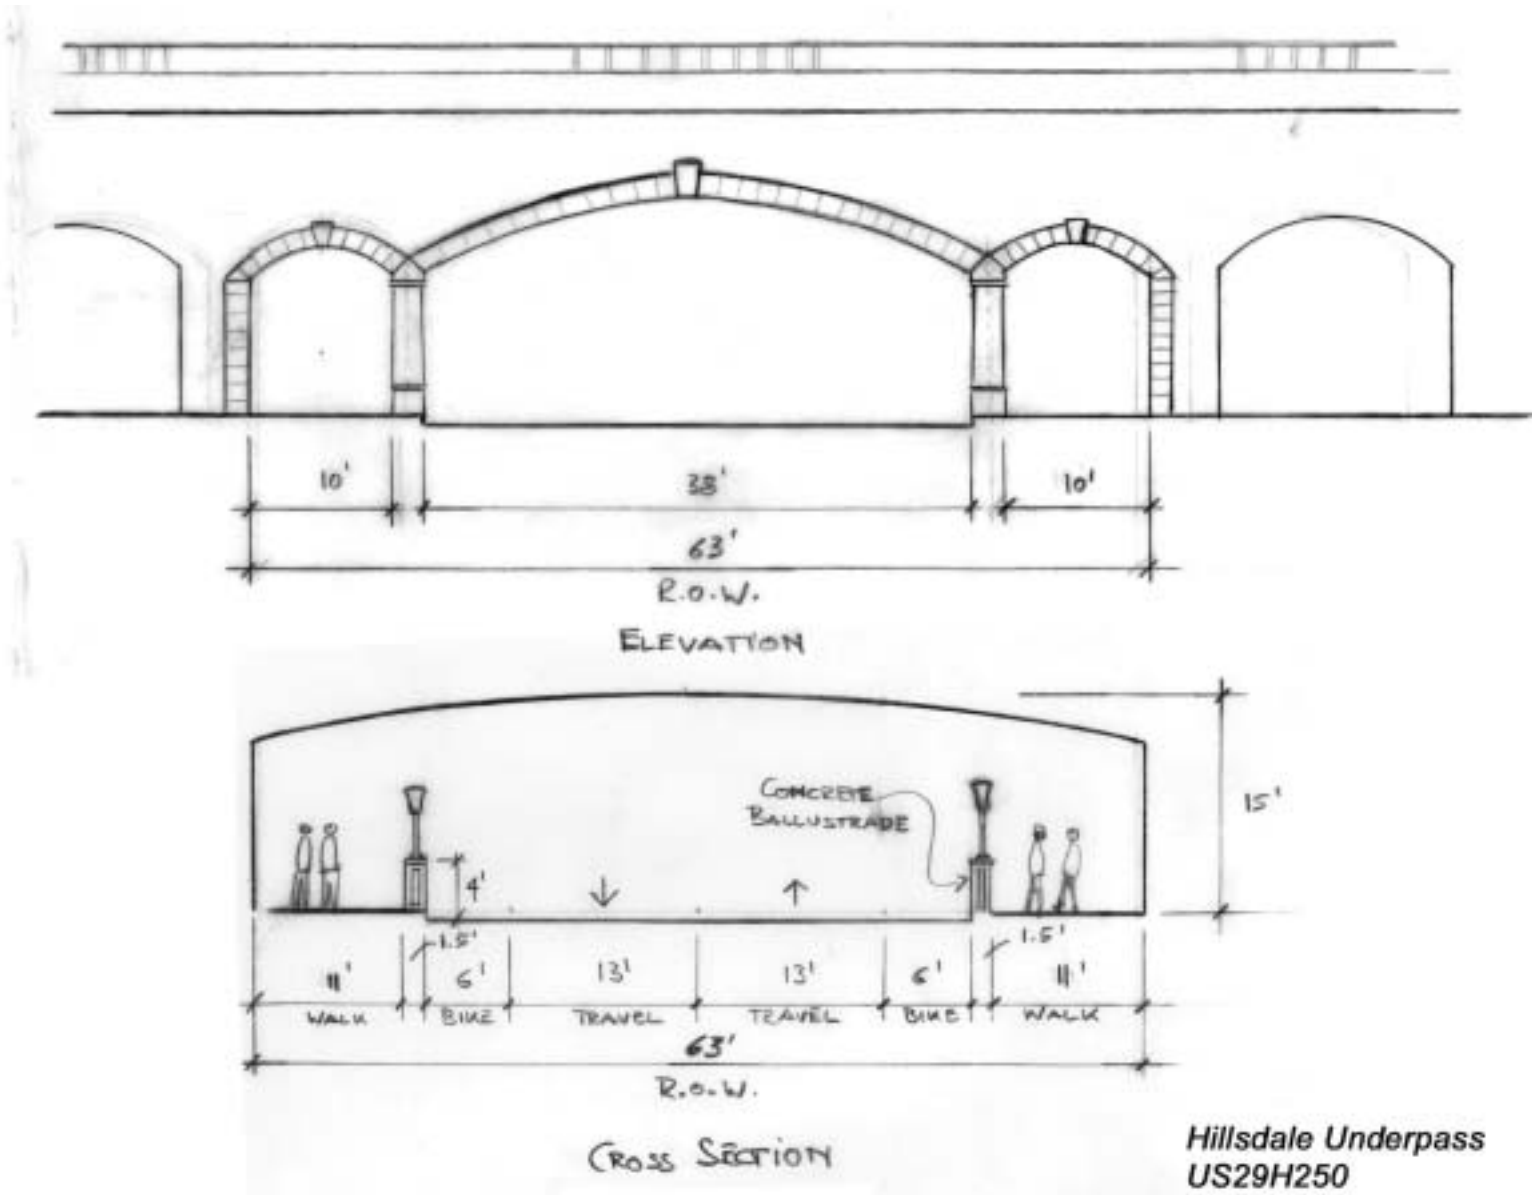 10' 38' 10'
63'
R.O.W.
ELEVATION
CONCRETE
BALLUSTRADE
15'
4'
1.5' 1.5'
11' 6' 13' 13' 6' 11'
WALK BIKE TRAVEL TRAVEL BIKE WALK
63'
R.O.W.
CROSS SECTION
Hillsdale Underpass
US29H250